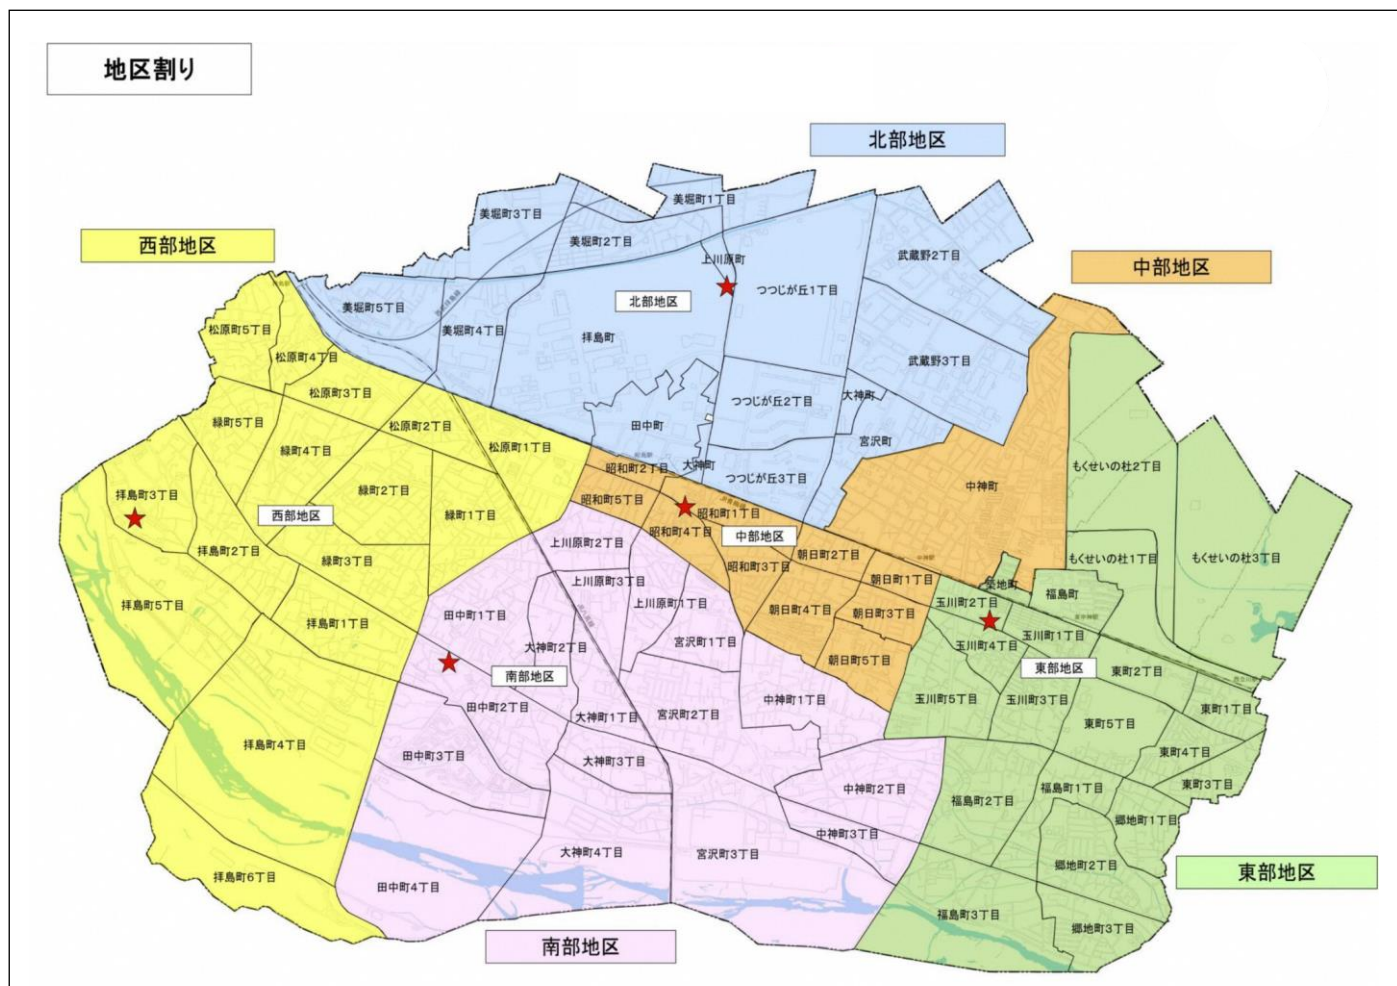 地区割り
北部地区
西部地区
中部地区
美堀町1丁目
美堀町3丁目
美堀町2丁目
上川原町
武蔵野2丁目
つつじが丘1丁目
北部地区
美堀町5丁目
美堀町4丁目
拝島町
松原町5丁目
松原町4丁目
武蔵野3丁目
松原町3丁目
大神町
つつじが丘2丁目
緑町5丁目
松原町2丁目
田中町
宮沢町
松原町1丁目
緑町4丁目
昭和町2丁目
大神町
つつじが丘3丁目
もくせいの杜2丁目
中神町
緑町2丁目
拝島町3丁目
昭和町5丁目
昭和町1丁目
西部地区
緑町1丁目
昭和町4丁目
中部地区
上川原町2丁目
拝島町2丁目
朝日町2丁目
緑町3丁目
昭和町3丁目
もくせいの杜1丁目
もくせいの杜3丁目
朝日町1丁目
上川原町3丁目
築地町
福島町
拝島町5丁目
上川原町1丁目
玉川町2丁目
田中町1丁目
朝日町4丁目
朝日町3丁目
拝島町1丁目
宮沢町1丁目
玉川町1丁目
大神町2丁目
玉川町4丁目
朝日町5丁目
東部地区
東町2丁目
南部地区
中神町1丁目
玉川町5丁目
玉川町3丁目
田中町2丁目
大神町1丁目
宮沢町2丁目
東町1丁目
東町5丁目
拝島町4丁目
田中町3丁目
大神町3丁目
東町4丁目
東町3丁目
中神町2丁目
福島町2丁目
福島町1丁目
郷地町1丁目
中神町3丁目
大神町4丁目
宮沢町3丁目
郷地町2丁目
拝島町6丁目
田中町4丁目
東部地区
福島町3丁目
郷地町3丁目
南部地区